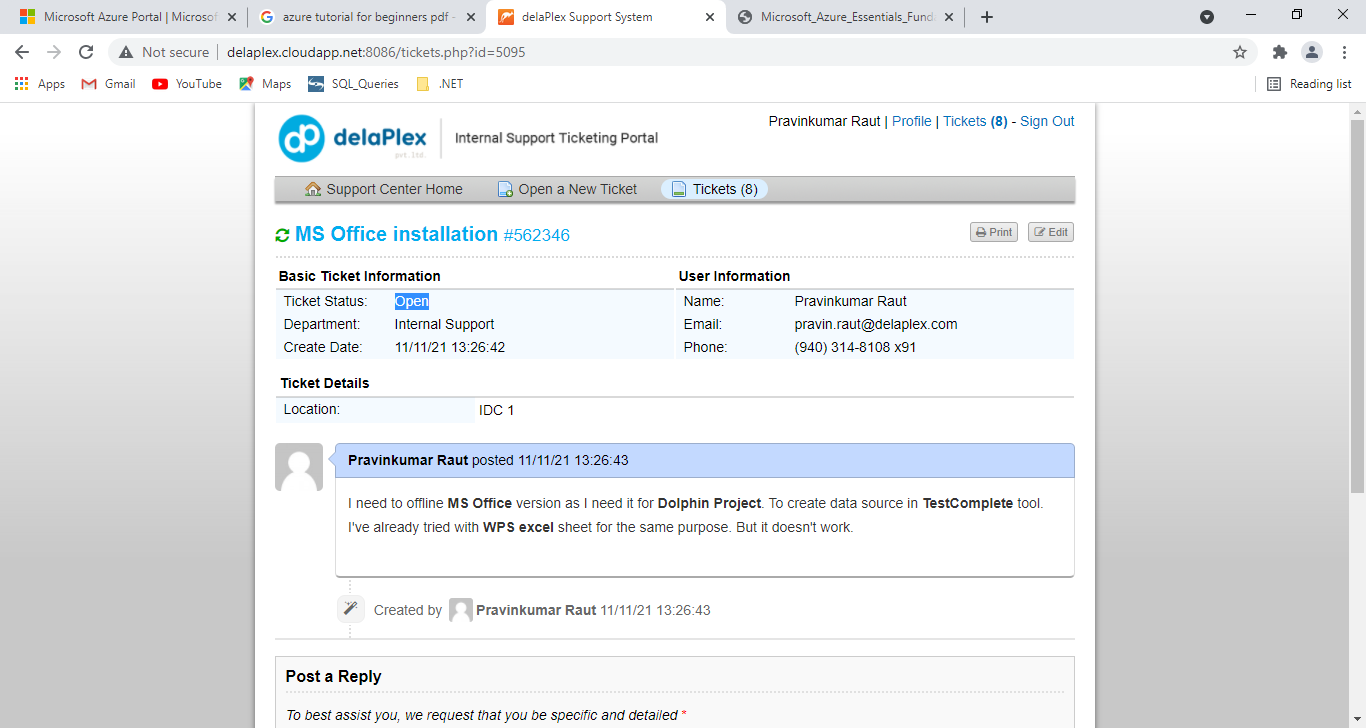 Microsoft Azure Portal | Microsof
azure tutorial for beginners pdf -
delaPlex Support System
Microsoft_Azure_Essentials_Fund
Not secure
delaplex.cloudapp.net:8086/tickets.php?id=5095
Apps
Gmail
YouTube
Maps
SQL_Queries
.NET
Reading list
dp delaPlex
pvt.ltd.
Internal Support Ticketing Portal
Pravinkumar Raut | Profile | Tickets (8) - Sign Out
Support Center Home
Open a New Ticket
Tickets (8)
MS Office installation #562346
Print
Edit
Basic Ticket Information
Ticket Status: Open
Department: Internal Support
Create Date: 11/11/21 13:26:42
User Information
Name: Pravinkumar Raut
Email: pravin.raut@delaplex.com
Phone: (940) 314-8108 x91
Ticket Details
Location: IDC 1
Pravinkumar Raut posted 11/11/21 13:26:43
I need to offline MS Office version as I need it for Dolphin Project. To create data source in TestComplete tool.
I've already tried with WPS excel sheet for the same purpose. But it doesn't work.
Created by Pravinkumar Raut 11/11/21 13:26:43
Post a Reply
To best assist you, we request that you be specific and detailed *